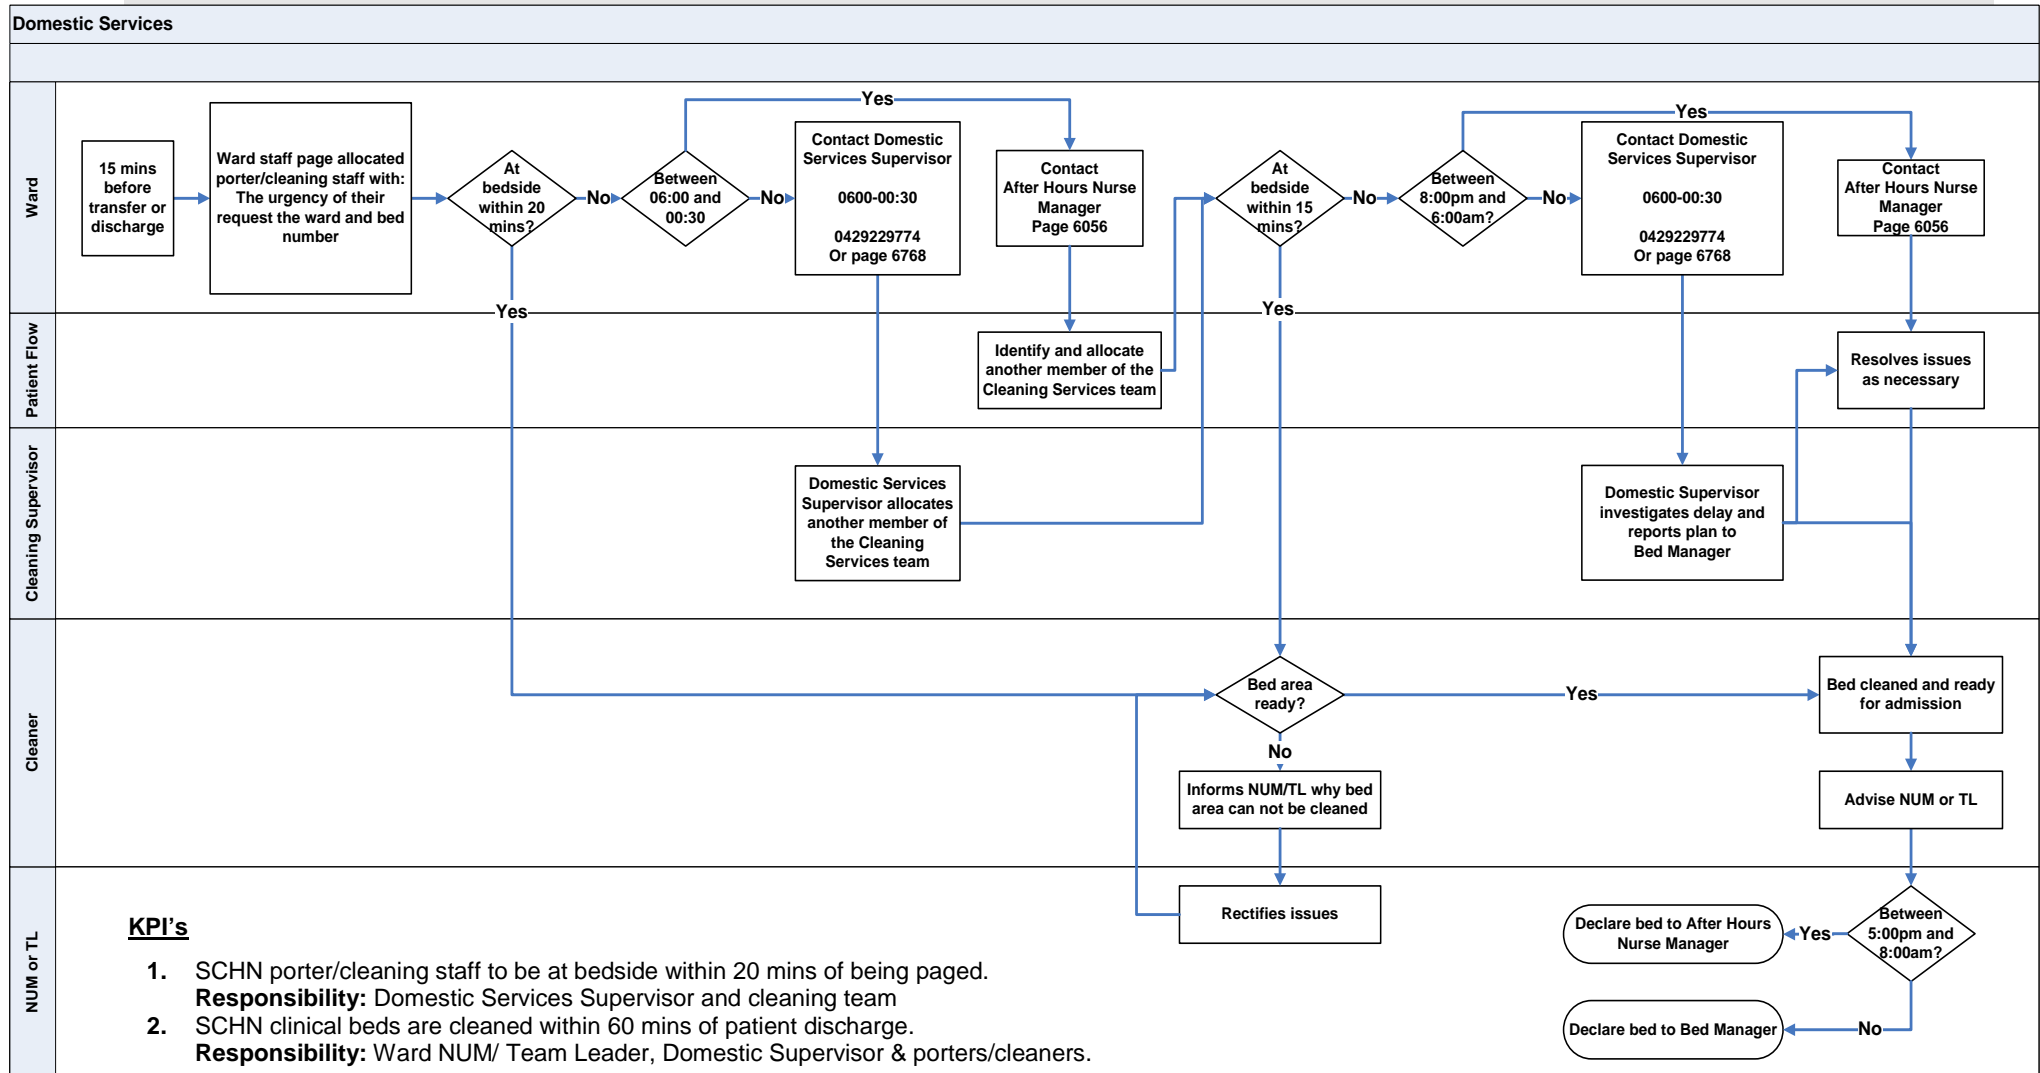 Domestic Services
Ward
15 mins
before
transfer or
discharge
Ward staff page allocated
porter/cleaning staff with:
The urgency of their
request the ward and bed
number
At
bedside
within 20
mins?
No
Yes
Between
06:00 and
00:30
Yes
No
Contact Domestic
Services Supervisor
0600-00:30
0429229774
Or page 6768
Contact
After Hours Nurse
Manager
Page 6056
At
bedside
within 15
mins?
No
Yes
Between
8:00pm and
6:00am?
Yes
No
Contact Domestic
Services Supervisor
0600-00:30
0429229774
Or page 6768
Contact
After Hours Nurse
Manager
Page 6056
Patient Flow
Identify and allocate
another member of the
Cleaning Services team
Resolves issues
as necessary
Cleaning Supervisor
Domestic Services
Supervisor allocates
another member of
the Cleaning
Services team
Domestic Supervisor
investigates delay and
reports plan to
Bed Manager
Cleaner
Bed area
ready?
Yes
No
Bed cleaned and ready
for admission
Informs NUM/TL why bed
area can not be cleaned
Advise NUM or TL
NUM or TL
Rectifies issues
Between
5:00pm and
8:00am?
Yes
Declare bed to After Hours
Nurse Manager
No
Declare bed to Bed Manager
KPI's
1. SCHN porter/cleaning staff to be at bedside within 20 mins of being paged.
Responsibility: Domestic Services Supervisor and cleaning team
2. SCHN clinical beds are cleaned within 60 mins of patient discharge.
Responsibility: Ward NUM/ Team Leader, Domestic Supervisor & porters/cleaners.